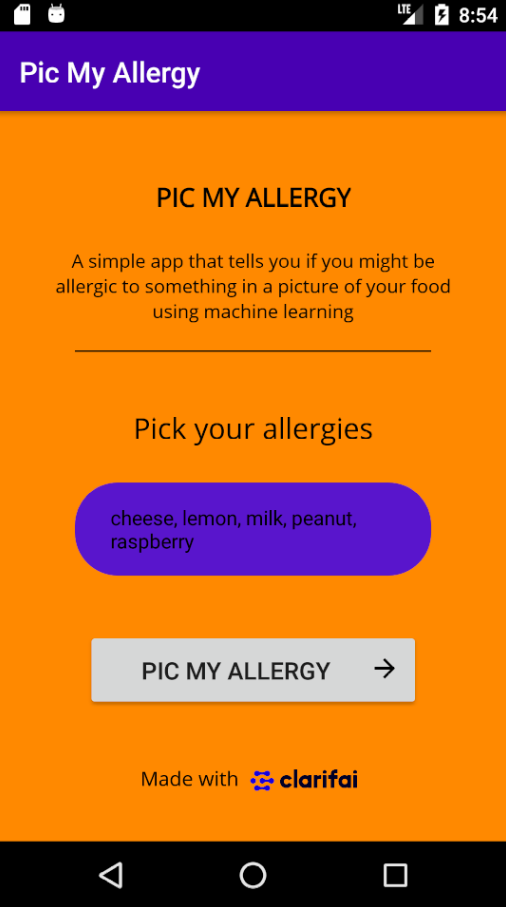 LTE 8:54
Pic My Allergy
PIC MY ALLERGY
A simple app that tells you if you might be
allergic to something in a picture of your food
using machine learning
Pick your allergies
cheese, lemon, milk, peanut,
raspberry
PIC MY ALLERGY
Made with clarifai